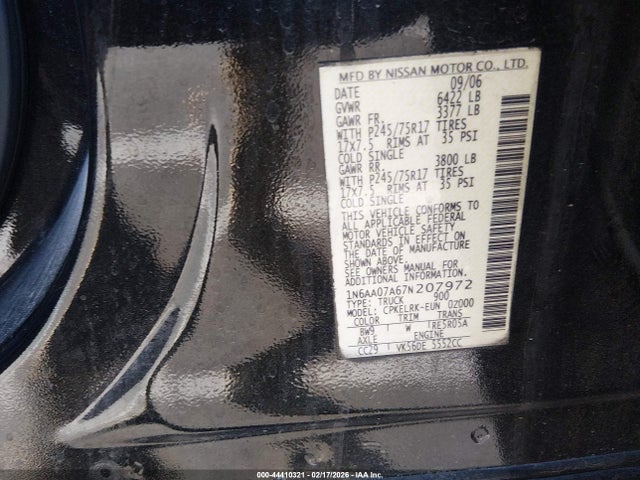 MFD BY NISSAN MOTOR CO., LTD.
DATE 09/06
GVWR 6422 LB
GAWR FR. 3377 LB
WITH P245/75R17 TIRES
17X7.5 RIMS AT 35 PSI
COLD SINGLE
GAWR RR. 3800 LB
WITH P245/75R17 TIRES
17X7.5 RIMS AT 35 PSI
COLD SINGLE
THIS VEHICLE CONFORMS TO
ALL APPLICABLE FEDERAL
MOTOR VEHICLE SAFETY
STANDARDS IN EFFECT ON
THE DATE OF MANUFACTURE
SHOWN ABOVE.
SEE OWNERS MANUAL FOR
ADDITIONAL INFORMATION.
1N6AA07A67N207972
TYPE: TRUCK 900
MODEL: CPKELRK-EUN 0Z000
COLOR TRIM TRANS
BW9 W RE5R05A
AXLE ENGINE
CC29 VK56DE 5552CC
000-44410321 - 02/17/2026 - IAA Inc.